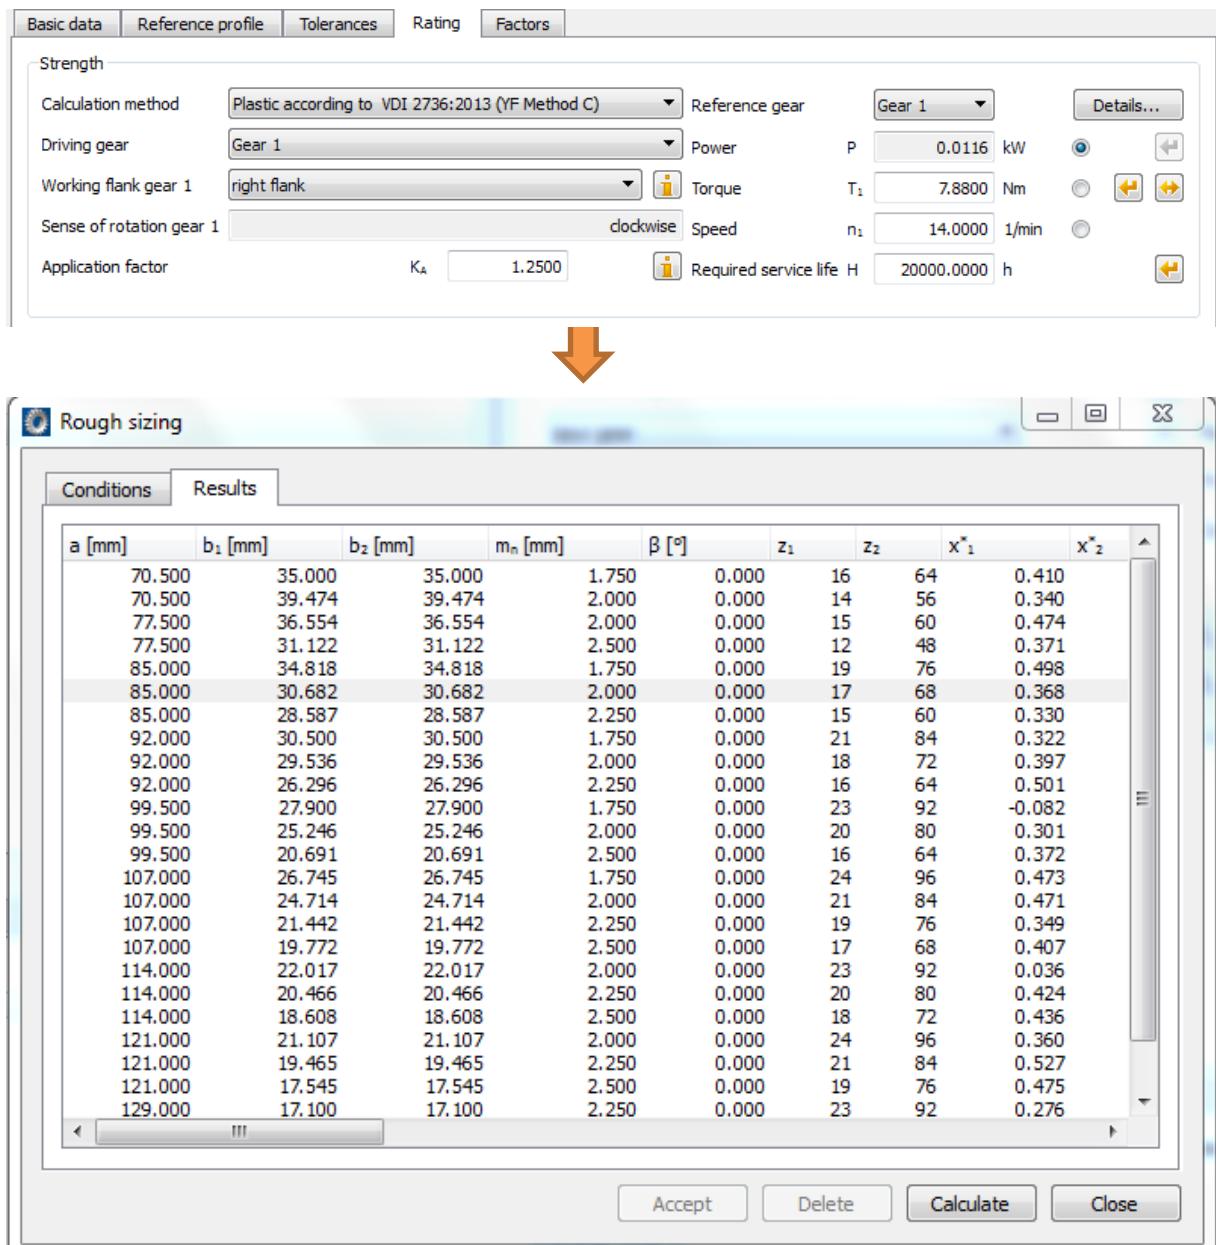 Basic data Reference profile Tolerances Rating Factors
Strength
Calculation method Plastic according to VDI 2736:2013 (YF Method C) Reference gear Gear 1 Details...
Driving gear Gear 1 Power P 0.0116 kW
Working flank gear 1 right flank Torque T₁ 7.8800 Nm
Sense of rotation gear 1 clockwise Speed n₁ 14.0000 1/min
Application factor K_A 1.2500 Required service life H 20000.0000 h
Rough sizing
Conditions Results
a [mm] b₁ [mm] b₂ [mm] mₙ [mm] β [°] z₁ z₂ x*₁ x*₂
70.500 35.000 35.000 1.750 0.000 16 64 0.410
70.500 39.474 39.474 2.000 0.000 14 56 0.340
77.500 36.554 36.554 2.000 0.000 15 60 0.474
77.500 31.122 31.122 2.500 0.000 12 48 0.371
85.000 34.818 34.818 1.750 0.000 19 76 0.498
85.000 30.682 30.682 2.000 0.000 17 68 0.368
85.000 28.587 28.587 2.250 0.000 15 60 0.330
92.000 30.500 30.500 1.750 0.000 21 84 0.322
92.000 29.536 29.536 2.000 0.000 18 72 0.397
92.000 26.296 26.296 2.250 0.000 16 64 0.501
99.500 27.900 27.900 1.750 0.000 23 92 -0.082
99.500 25.246 25.246 2.000 0.000 20 80 0.301
99.500 20.691 20.691 2.500 0.000 16 64 0.372
107.000 26.745 26.745 1.750 0.000 24 96 0.473
107.000 24.714 24.714 2.000 0.000 21 84 0.471
107.000 21.442 21.442 2.250 0.000 19 76 0.349
107.000 19.772 19.772 2.500 0.000 17 68 0.407
114.000 22.017 22.017 2.000 0.000 23 92 0.036
114.000 20.466 20.466 2.250 0.000 20 80 0.424
114.000 18.608 18.608 2.500 0.000 18 72 0.436
121.000 21.107 21.107 2.000 0.000 24 96 0.360
121.000 19.465 19.465 2.250 0.000 21 84 0.527
121.000 17.545 17.545 2.500 0.000 19 76 0.475
129.000 17.100 17.100 2.250 0.000 23 92 0.276
Accept Delete Calculate Close